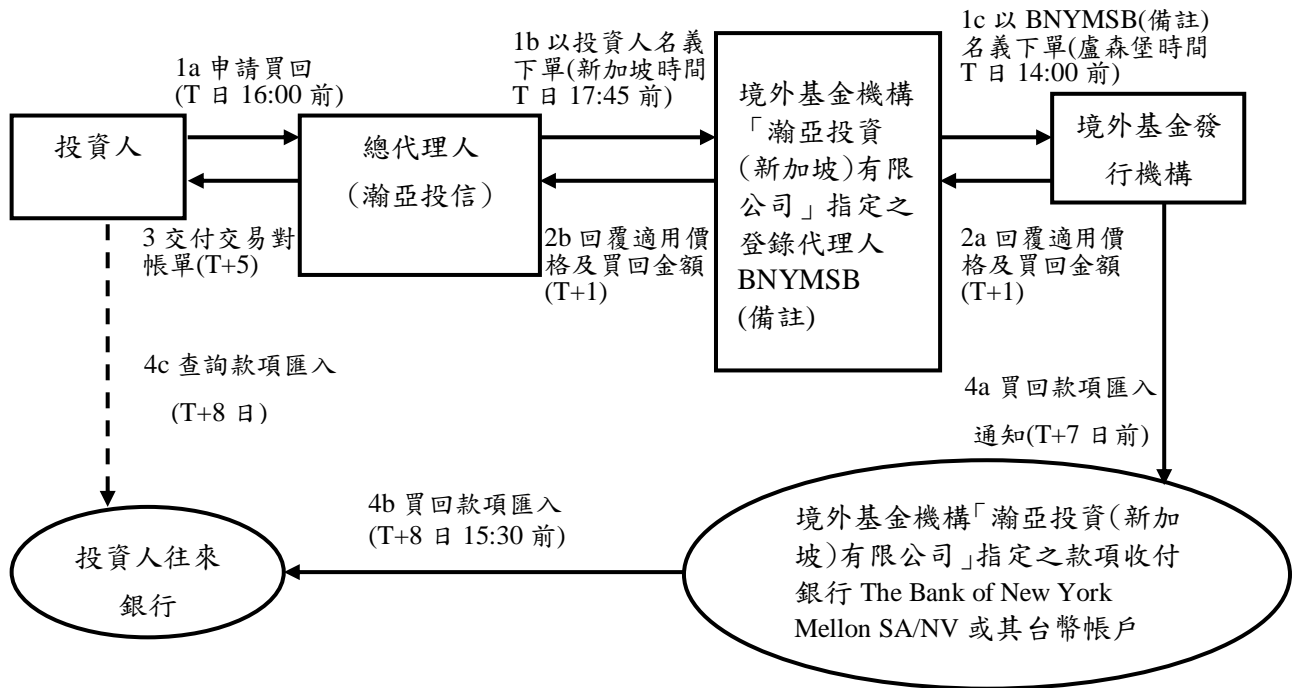 1a 申請買回
(T 日 16:00 前)
1b 以投資人名義
下單(新加坡時間
T 日 17:45 前)
1c 以 BNYMSB(備註)
名義下單(盧森堡時間
T 日 14:00 前)
投資人
總代理人
（瀚亞投信）
境外基金機構
「瀚亞投資
(新加坡)有限
公司」指定之
登錄代理人
BNYMSB
(備註)
境外基金發
行機構
3 交付交易對
帳單(T+5)
2b 回覆適用價
格及買回金額
(T+1)
2a 回覆適用價
格及買回金額
(T+1)
4c 查詢款項匯入
(T+8 日)
4a 買回款項匯入
通知(T+7 日前)
4b 買回款項匯入
(T+8 日 15:30 前)
投資人往來
銀行
境外基金機構「瀚亞投資(新加
坡)有限公司」指定之款項收付
銀行 The Bank of New York
Mellon SA/NV 或其台幣帳戶